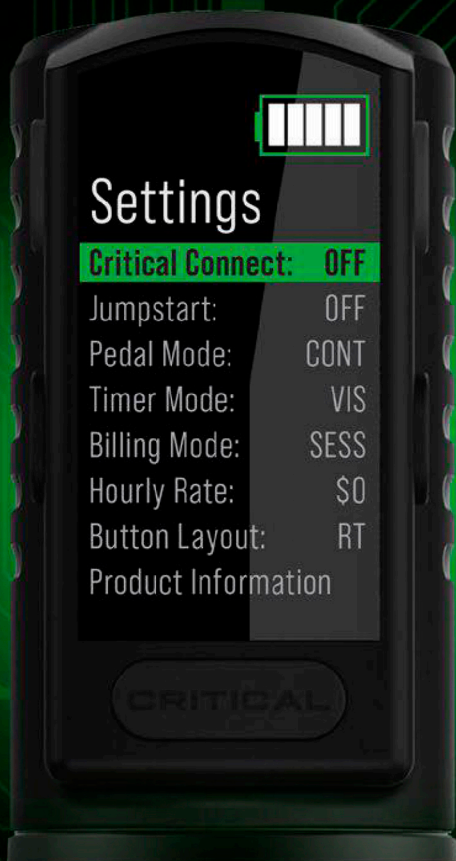 Settings
Critical Connect: OFF
Jumpstart: OFF
Pedal Mode: CONT
Timer Mode: VIS
Billing Mode: SESS
Hourly Rate: $0
Button Layout: RT
Product Information
CRITICAL